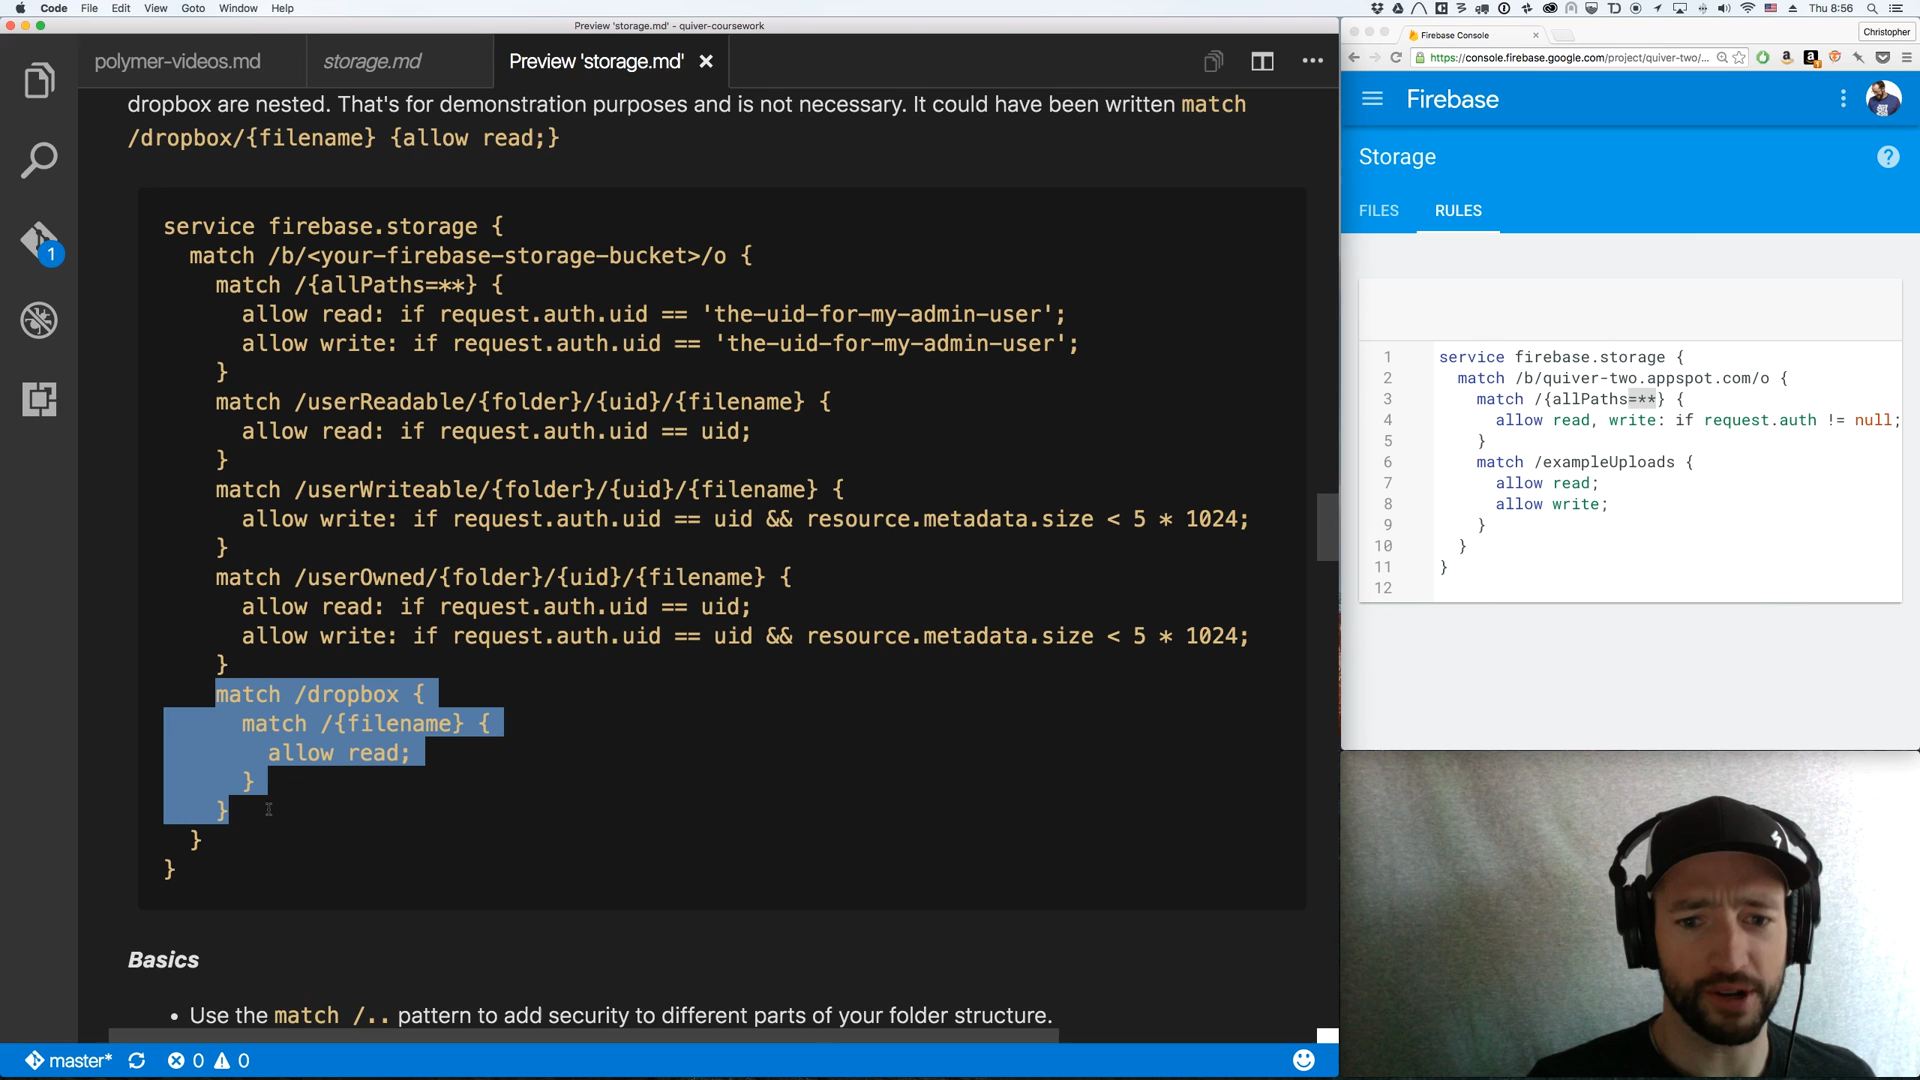 Code File Edit View Goto Window Help
Thu 8:56
Preview 'storage.md' - quiver-coursework
polymer-videos.md
storage.md
Preview 'storage.md'
dropbox are nested. That's for demonstration purposes and is not necessary. It could have been written match
/dropbox/{filename} {allow read;}
service firebase.storage {
match /b/<your-firebase-storage-bucket>/o {
match /{allPaths=**} {
allow read: if request.auth.uid == 'the-uid-for-my-admin-user';
allow write: if request.auth.uid == 'the-uid-for-my-admin-user';
}
match /userReadable/{folder}/{uid}/{filename} {
allow read: if request.auth.uid == uid;
}
match /userWriteable/{folder}/{uid}/{filename} {
allow write: if request.auth.uid == uid && resource.metadata.size < 5 * 1024;
}
match /userOwned/{folder}/{uid}/{filename} {
allow read: if request.auth.uid == uid;
allow write: if request.auth.uid == uid && resource.metadata.size < 5 * 1024;
}
match /dropbox {
match /{filename} {
allow read;
}
}
}
}
Basics
• Use the match /.. pattern to add security to different parts of your folder structure.
1
master* 0 0
Firebase Console
Christopher
https://console.firebase.google.com/project/quiver-two/...
Firebase
Storage
?
FILES
RULES
1 service firebase.storage {
2 match /b/quiver-two.appspot.com/o {
3 match /{allPaths=**} {
4 allow read, write: if request.auth != null;
5 }
6 match /exampleUploads {
7 allow read;
8 allow write;
9 }
10 }
11 }
12